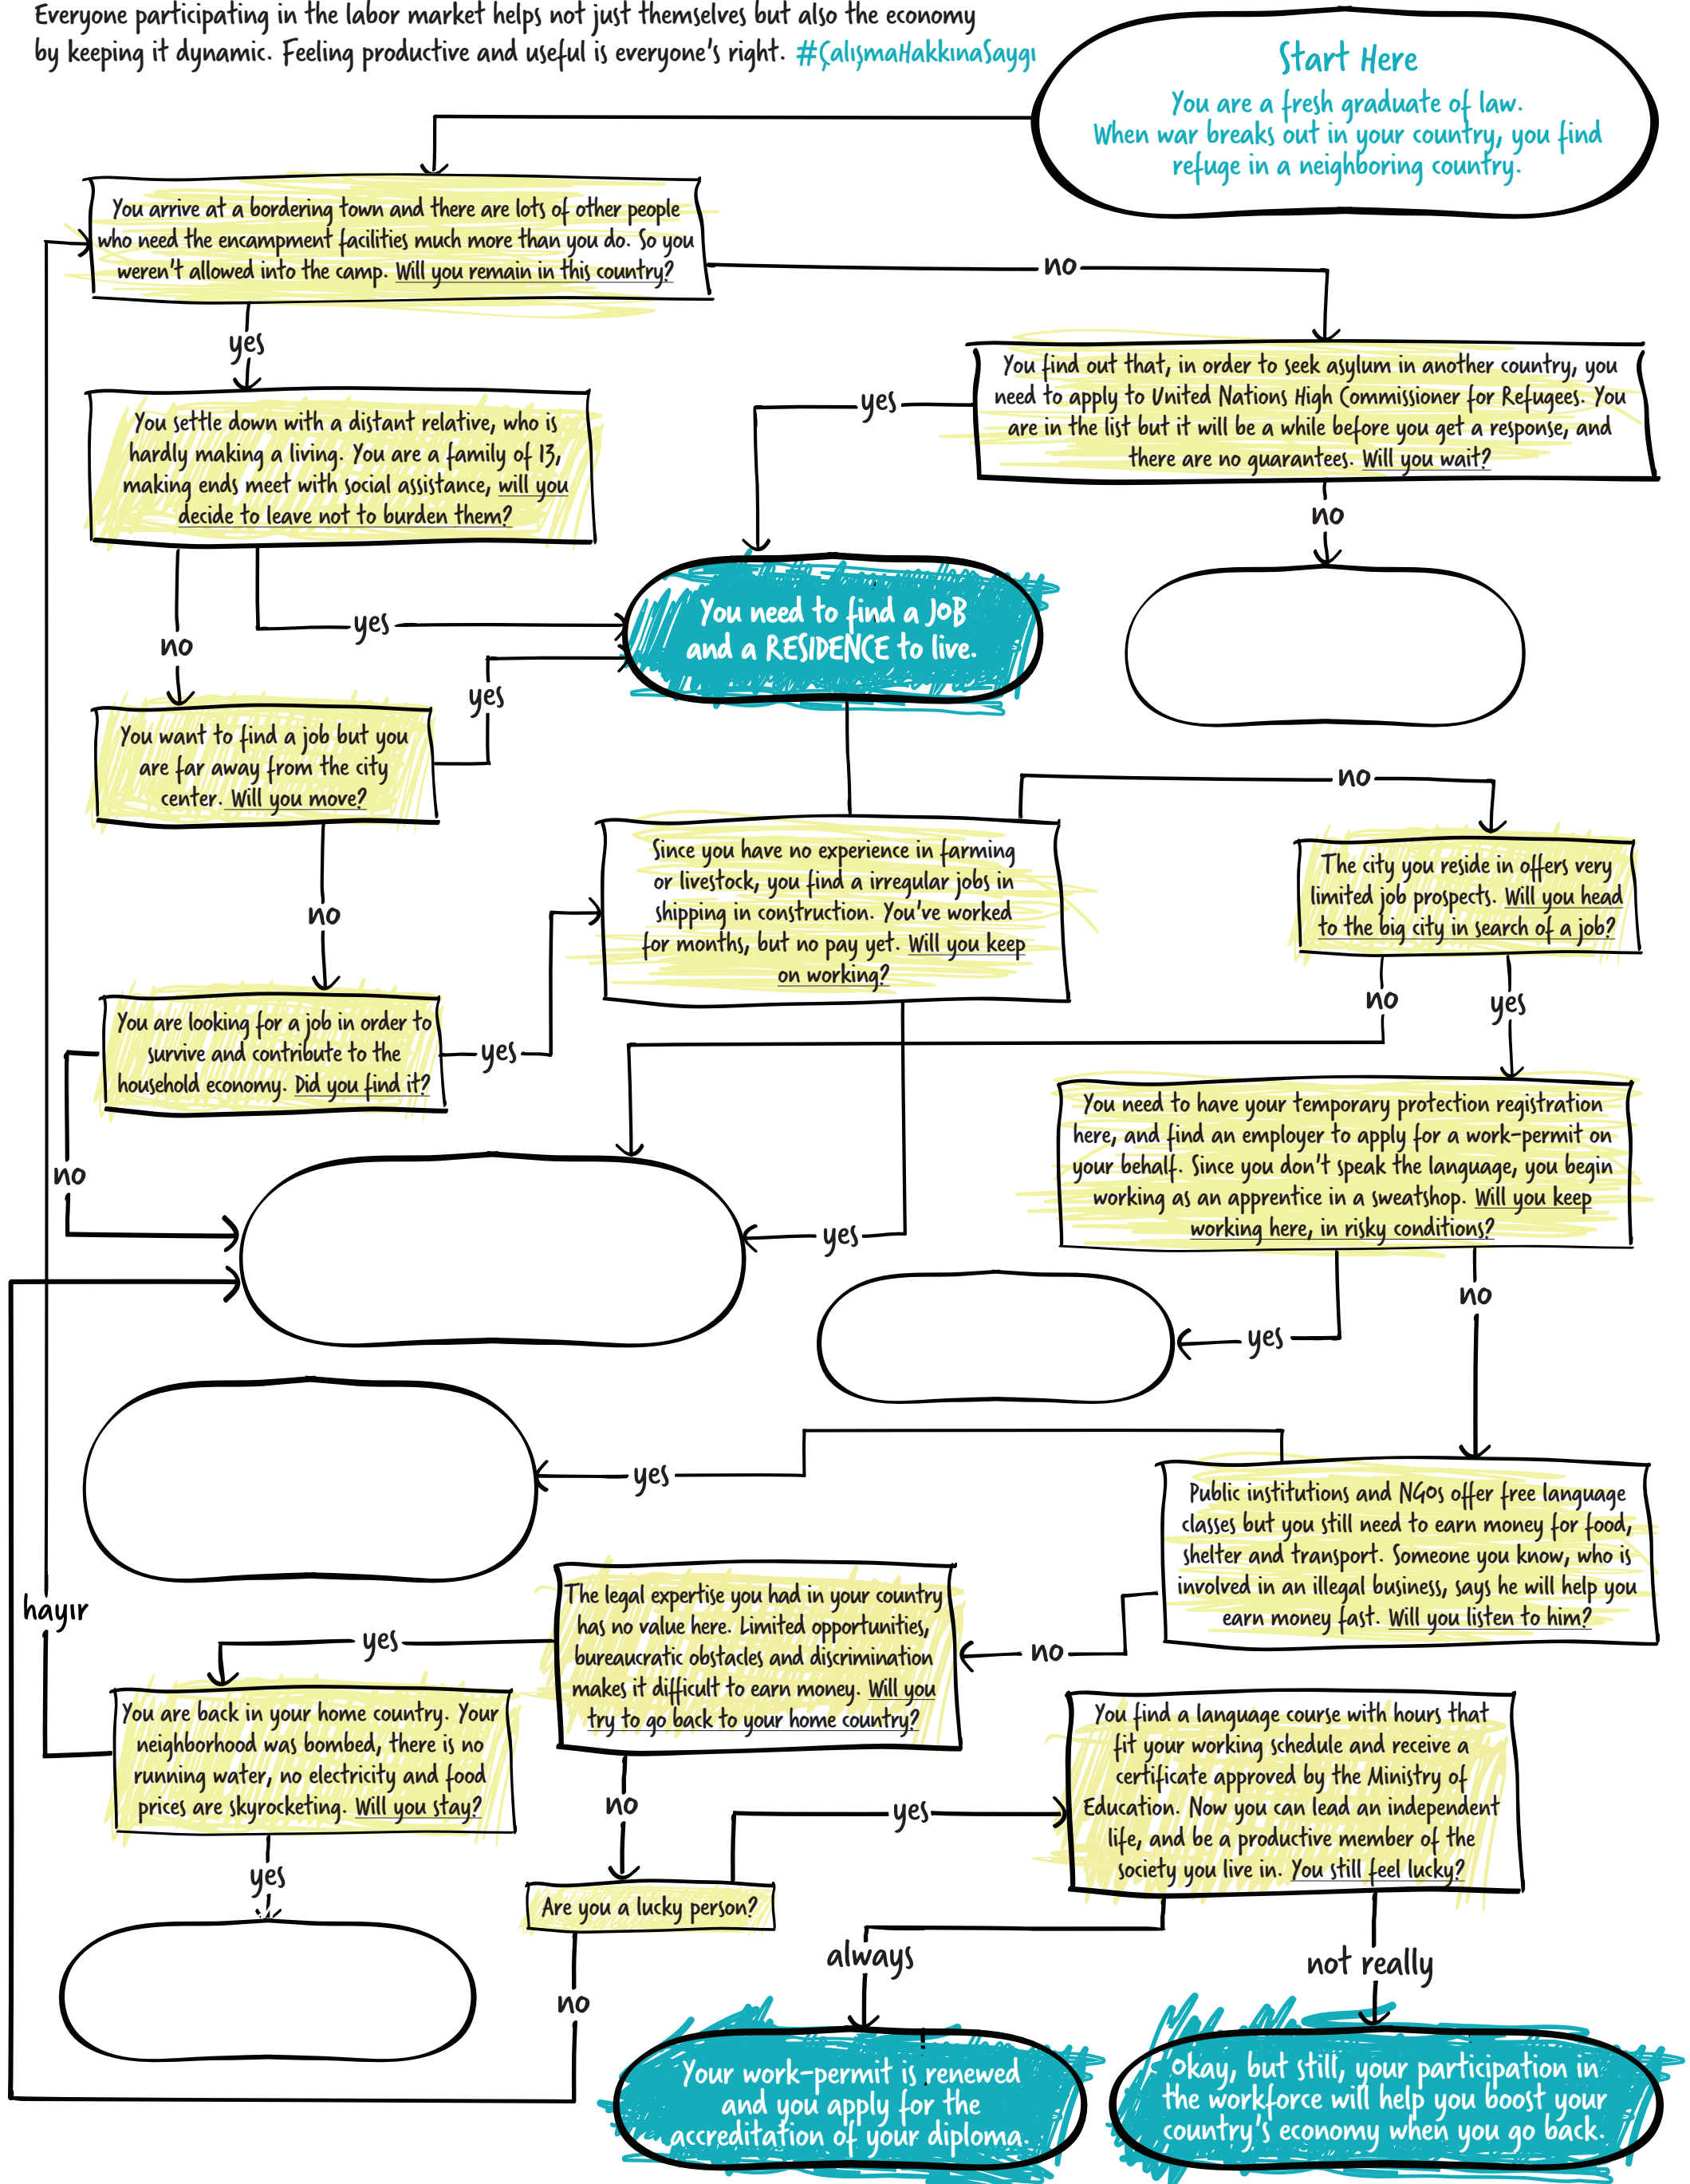 Everyone participating in the labor market helps not just themselves but also the economy
by keeping it dynamic. Feeling productive and useful is everyone's right. #ÇalışmaHakkınaSaygı
Start Here
You are a fresh graduate of law.
When war breaks out in your country, you find
refuge in a neighboring country.
You arrive at a bordering town and there are lots of other people
who need the encampment facilities much more than you do. So you
weren't allowed into the camp. Will you remain in this country?
no
yes
You find out that, in order to seek asylum in another country, you
need to apply to United Nations High Commissioner for Refugees. You
are in the list but it will be a while before you get a response, and
there are no guarantees. Will you wait?
yes
no
You settle down with a distant relative, who is
hardly making a living. You are a family of 13,
making ends meet with social assistance, will you
decide to leave not to burden them?
yes
no
You need to find a JOB
and a RESIDENCE to live.
yes
You want to find a job but you
are far away from the city
center. Will you move?
no
no
Since you have no experience in farming
or livestock, you find a irregular jobs in
shipping in construction. You've worked
for months, but no pay yet. Will you keep
on working?
The city you reside in offers very
limited job prospects. Will you head
to the big city in search of a job?
no
yes
You are looking for a job in order to
survive and contribute to the
household economy. Did you find it?
yes
no
You need to have your temporary protection registration
here, and find an employer to apply for a work-permit on
your behalf. Since you don't speak the language, you begin
working as an apprentice in a sweatshop. Will you keep
working here, in risky conditions?
yes
no
yes
yes
Public institutions and NGOs offer free language
classes but you still need to earn money for food,
shelter and transport. Someone you know, who is
involved in an illegal business, says he will help you
earn money fast. Will you listen to him?
no
The legal expertise you had in your country
has no value here. Limited opportunities,
bureaucratic obstacles and discrimination
makes it difficult to earn money. Will you
try to go back to your home country?
yes
hayır
You are back in your home country. Your
neighborhood was bombed, there is no
running water, no electricity and food
prices are skyrocketing. Will you stay?
yes
no
Are you a lucky person?
yes
no
You find a language course with hours that
fit your working schedule and receive a
certificate approved by the Ministry of
Education. Now you can lead an independent
life, and be a productive member of the
society you live in. You still feel lucky?
always
not really
Your work-permit is renewed
and you apply for the
accreditation of your diploma.
Okay, but still, your participation in
the workforce will help you boost your
country's economy when you go back.